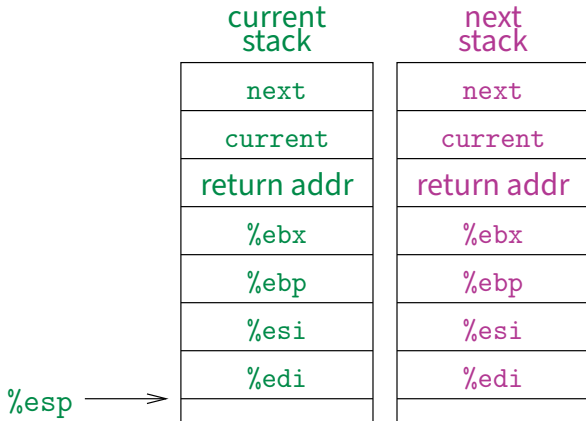 current stack
next stack
next
next
current
current
return addr
return addr
%ebx
%ebx
%ebp
%ebp
%esi
%esi
%edi
%edi
%esp